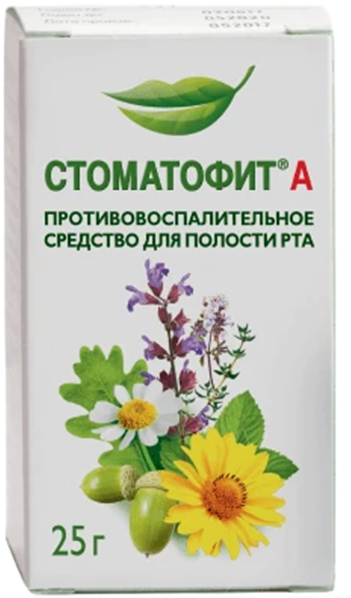 СТОМАТОФИТ® А
ПРОТИВОВОСПАЛИТЕЛЬНОЕ
СРЕДСТВО ДЛЯ ПОЛОСТИ РТА
25 г